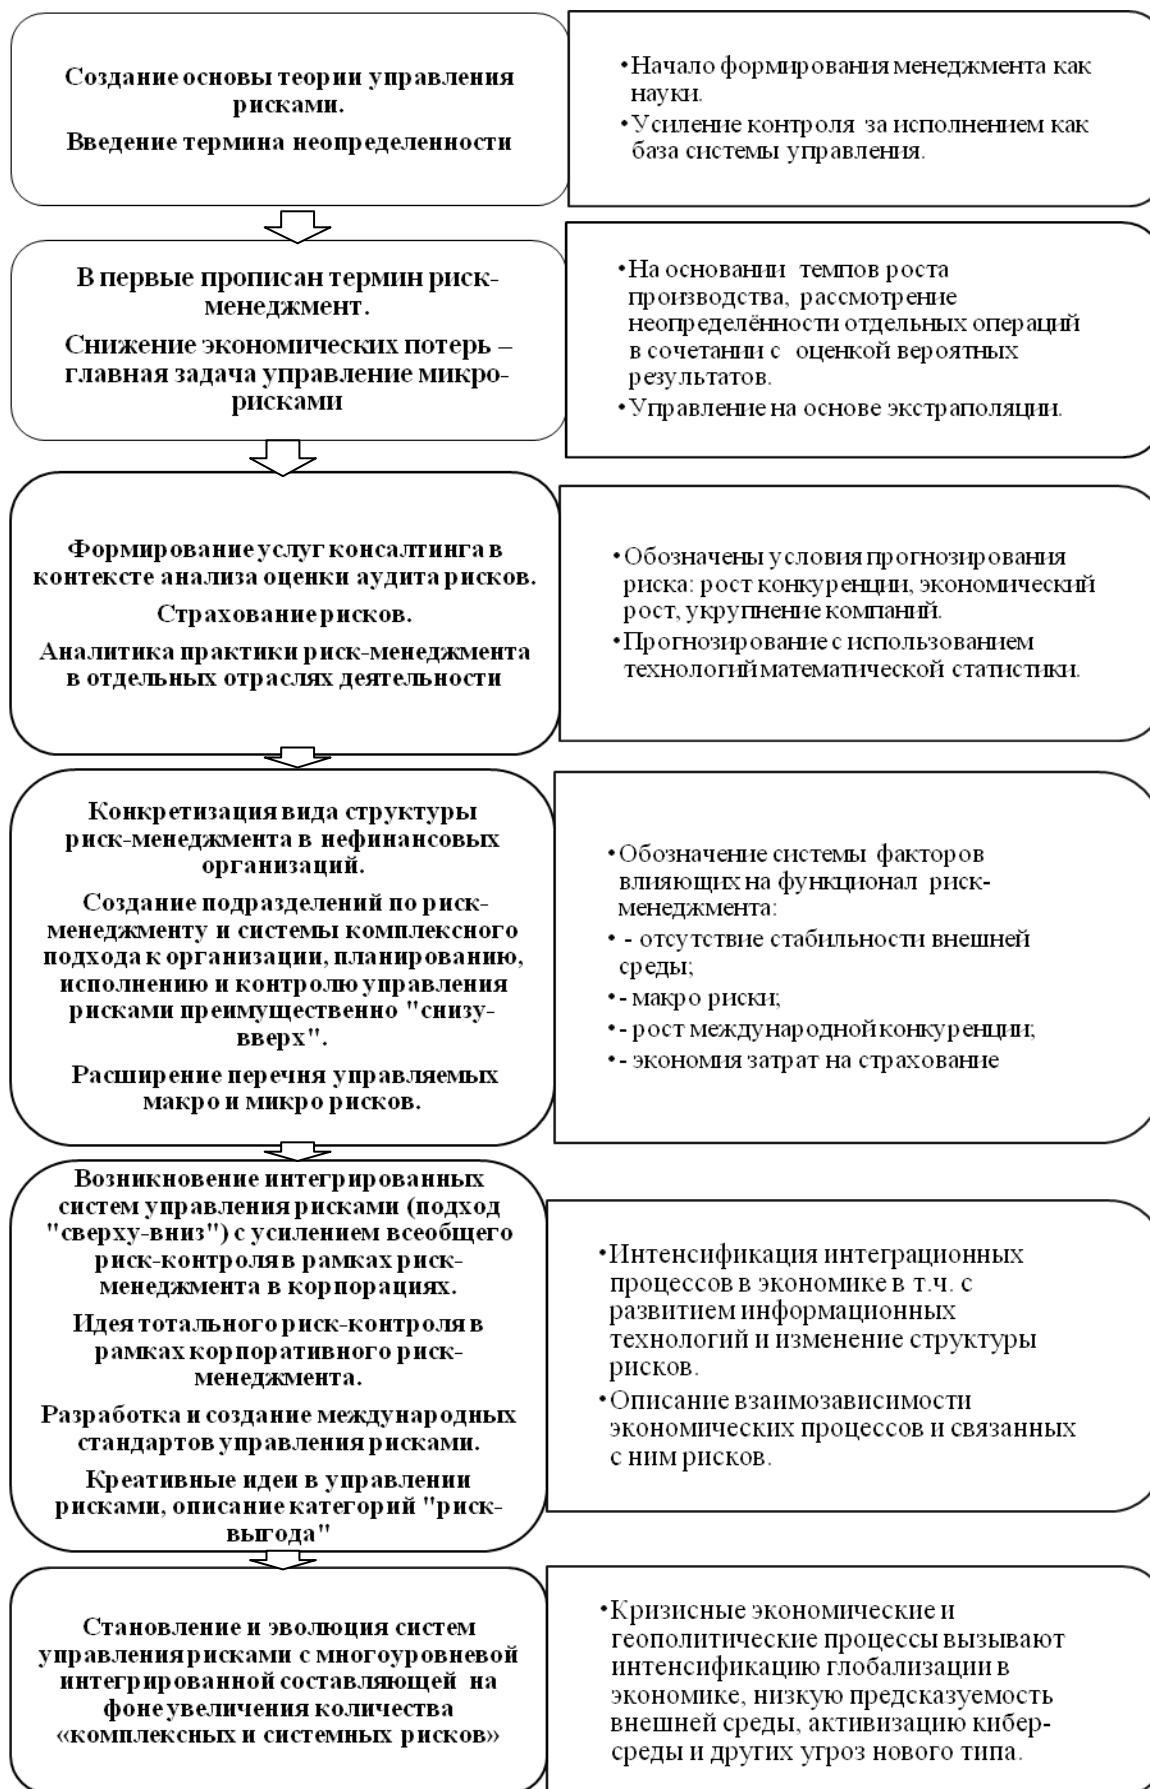 Создание основы теории управления
рисками.
Введение термина неопределенности
•Начало формирования менеджмента как
науки.
•Усиление контроля за исполнением как
база системы управления.
В первые прописан термин риск-
менеджмент.
Снижение экономических потерь –
главная задача управление микро-
рисками
•На основании темпов роста
производства, рассмотрение
неопределённости отдельных операций
в сочетании с оценкой вероятных
результатов.
•Управление на основе экстраполяции.
Формирование услуг консалтинга в
контексте анализа оценки аудита рисков.
Страхование рисков.
Аналитика практики риск-менеджмента
в отдельных отраслях деятельности
•Обозначены условия прогнозирования
риска: рост конкуренции, экономический
рост, укрупнение компаний.
•Прогнозирование с использованием
технологий математической статистики.
Конкретизация вида структуры
риск-менеджмента в нефинансовых
организаций.
Создание подразделений по риск-
менеджменту и системы комплексного
подхода к организации, планированию,
исполнению и контролю управления
рисками преимущественно "снизу-
вверх".
Расширение перечня управляемых
макро и микро рисков.
•Обозначение системы факторов
влияющих на функционал риск-
менеджмента:
• - отсутствие стабильности внешней
среды;
•- макро риски;
•- рост международной конкуренции;
•- экономия затрат на страхование
Возникновение интегрированных
систем управления рисками (подход
"сверху-вниз") с усилением всеобщего
риск-контроля в рамках риск-
менеджмента в корпорациях.
Идея тотального риск-контроля в
рамках корпоративного риск-
менеджмента.
Разработка и создание международных
стандартов управления рисками.
Креативные идеи в управлении
рисками, описание категорий "риск-
выгода"
•Интенсификация интеграционных
процессов в экономике в т.ч. с
развитием информационных
технологий и изменение структуры
рисков.
•Описание взаимозависимости
экономических процессов и связанных
с ним рисков.
Становление и эволюция систем
управления рисками с многоуровневой
интегрированной составляющей на
фоне увеличения количества
«комплексных и системных рисков»
•Кризисные экономические и
геополитические процессы вызывают
интенсификацию глобализации в
экономике, низкую предсказуемость
внешней среды, активизацию кибер-
среды и других угроз нового типа.